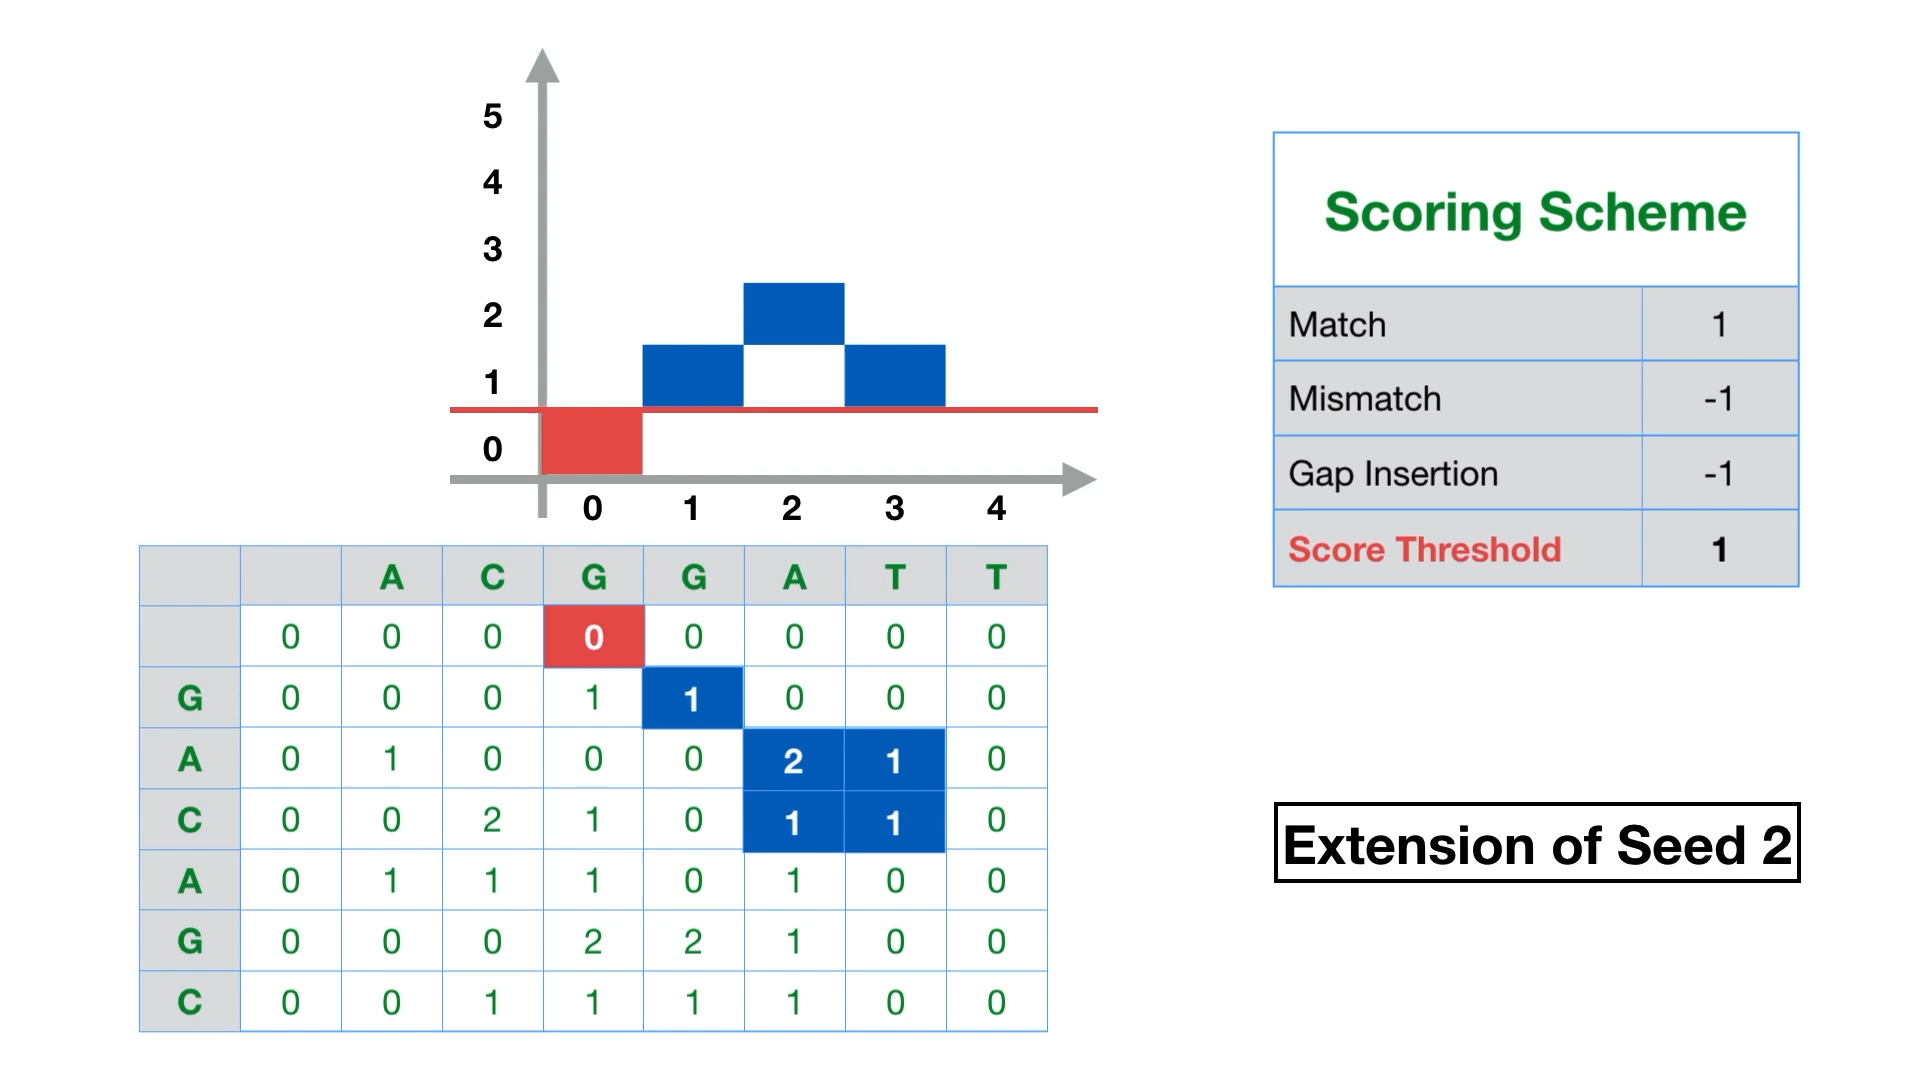 5
4
3
2
1
0
0 1 2 3 4
A C G G A T T
0 0 0 0 0 0 0 0
G 0 0 0 1 1 0 0 0
A 0 1 0 0 0 2 1 0
C 0 0 2 1 0 1 1 0
A 0 1 1 1 0 1 0 0
G 0 0 0 2 2 1 0 0
C 0 0 1 1 1 1 0 0
Scoring Scheme
Match 1
Mismatch -1
Gap Insertion -1
Score Threshold 1
Extension of Seed 2